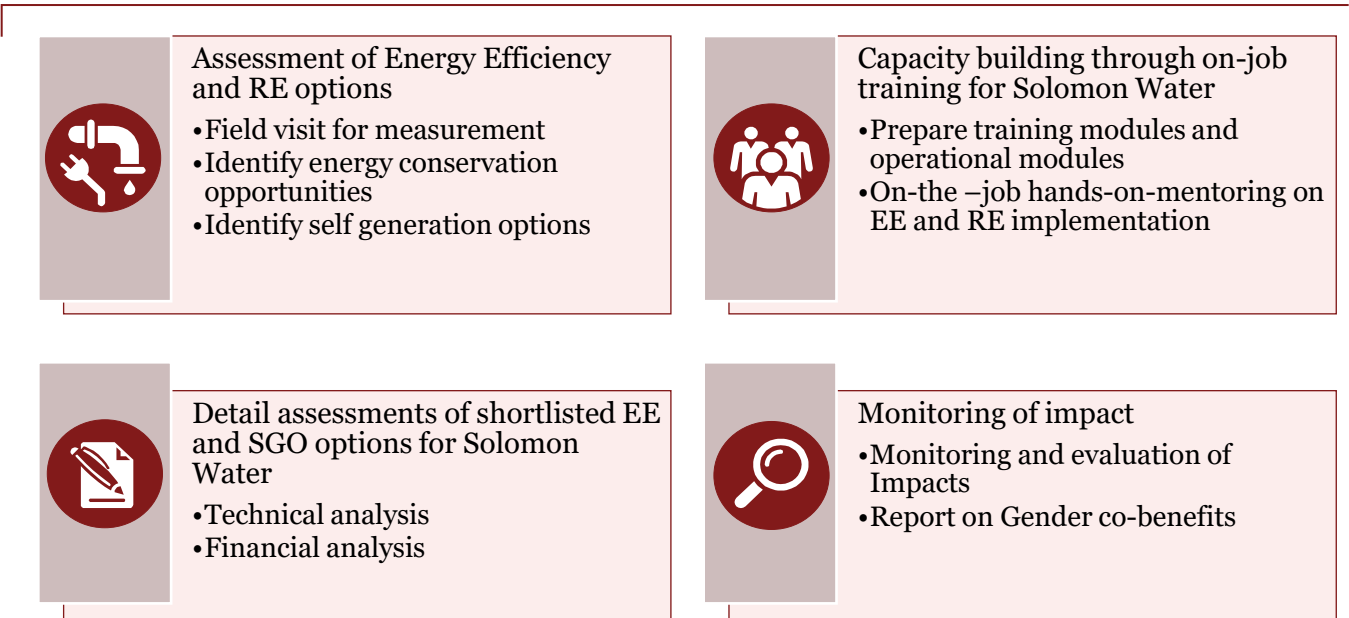 Assessment of Energy Efficiency
and RE options
•Field visit for measurement
•Identify energy conservation
opportunities
•Identify self generation options
Capacity building through on-job
training for Solomon Water
•Prepare training modules and
operational modules
•On-the –job hands-on-mentoring on
EE and RE implementation
Detail assessments of shortlisted EE
and SGO options for Solomon
Water
•Technical analysis
•Financial analysis
Monitoring of impact
•Monitoring and evaluation of
Impacts
•Report on Gender co-benefits